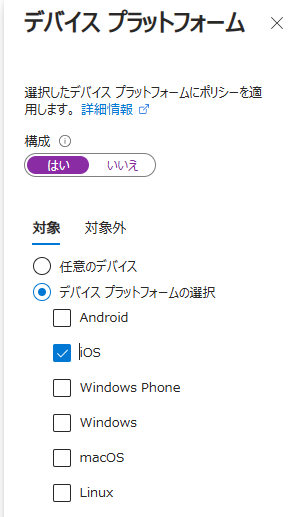 デバイス プラットフォーム
選択したデバイス プラットフォームにポリシーを適
用します。 詳細情報
構成
はい いいえ
対象 対象外
任意のデバイス
デバイス プラットフォームの選択
Android
iOS
Windows Phone
Windows
macOS
Linux